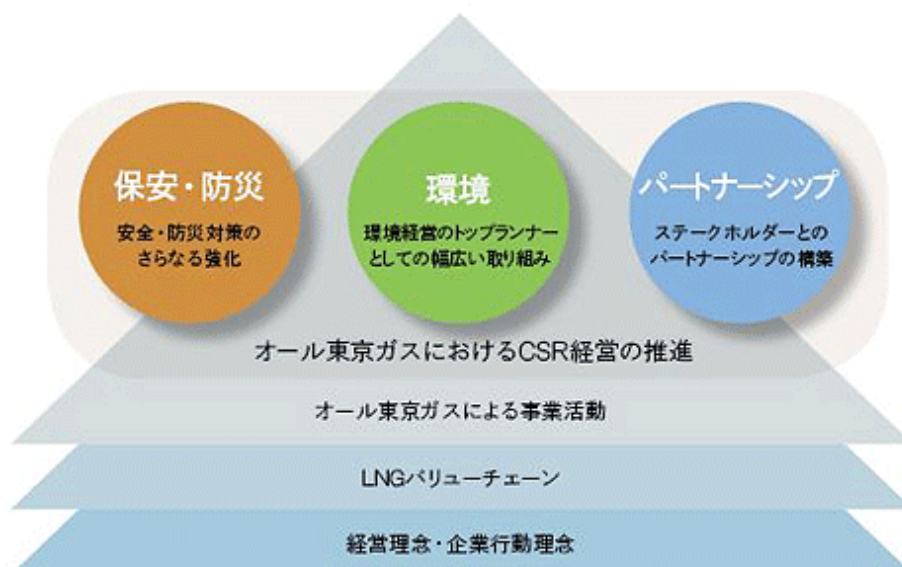 保安・防災
安全・防災対策の
さらなる強化
環境
環境経営のトップランナー
としての幅広い取り組み
パートナーシップ
ステークホルダーとの
パートナーシップの構築
オール東京ガスにおけるCSR経営の推進
オール東京ガスによる事業活動
LNGバリューチェーン
経営理念・企業行動理念